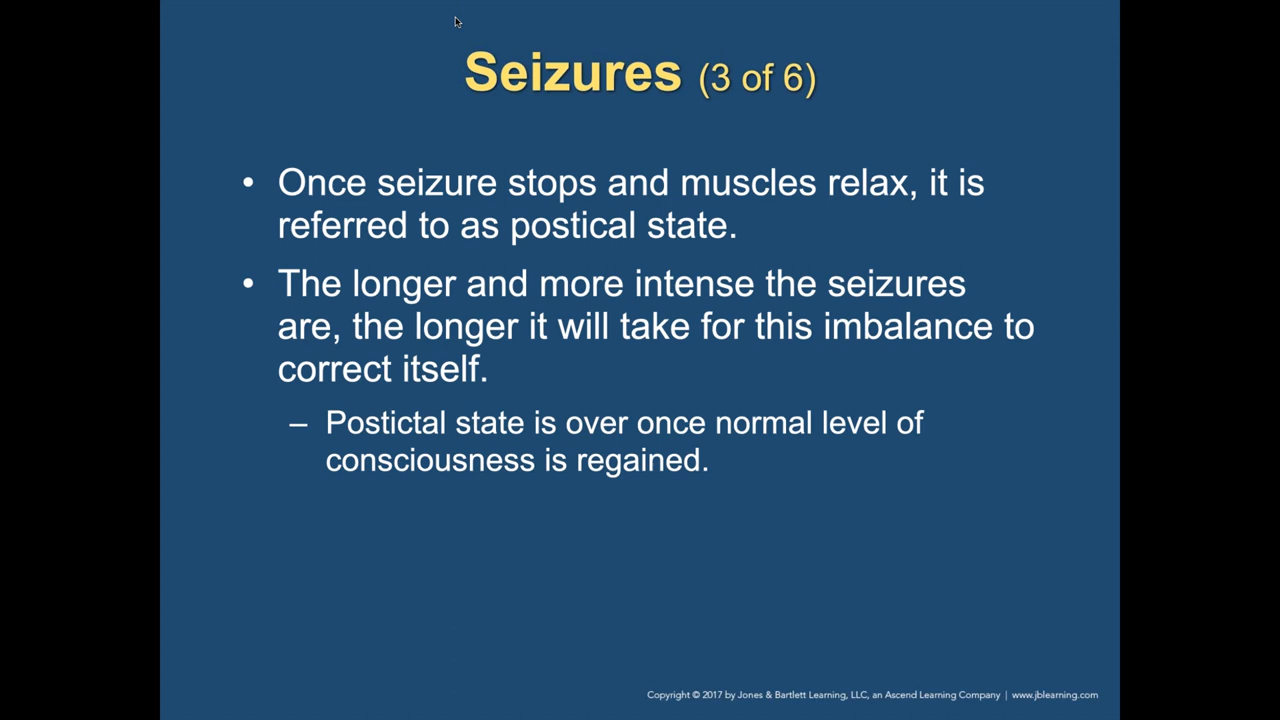 Seizures (3 of 6)
• Once seizure stops and muscles relax, it is
referred to as postical state.
• The longer and more intense the seizures
are, the longer it will take for this imbalance to
correct itself.
– Postictal state is over once normal level of
consciousness is regained.
Copyright © 2017 by Jones & Bartlett Learning, LLC, an Ascend Learning Company | www.jblearning.com